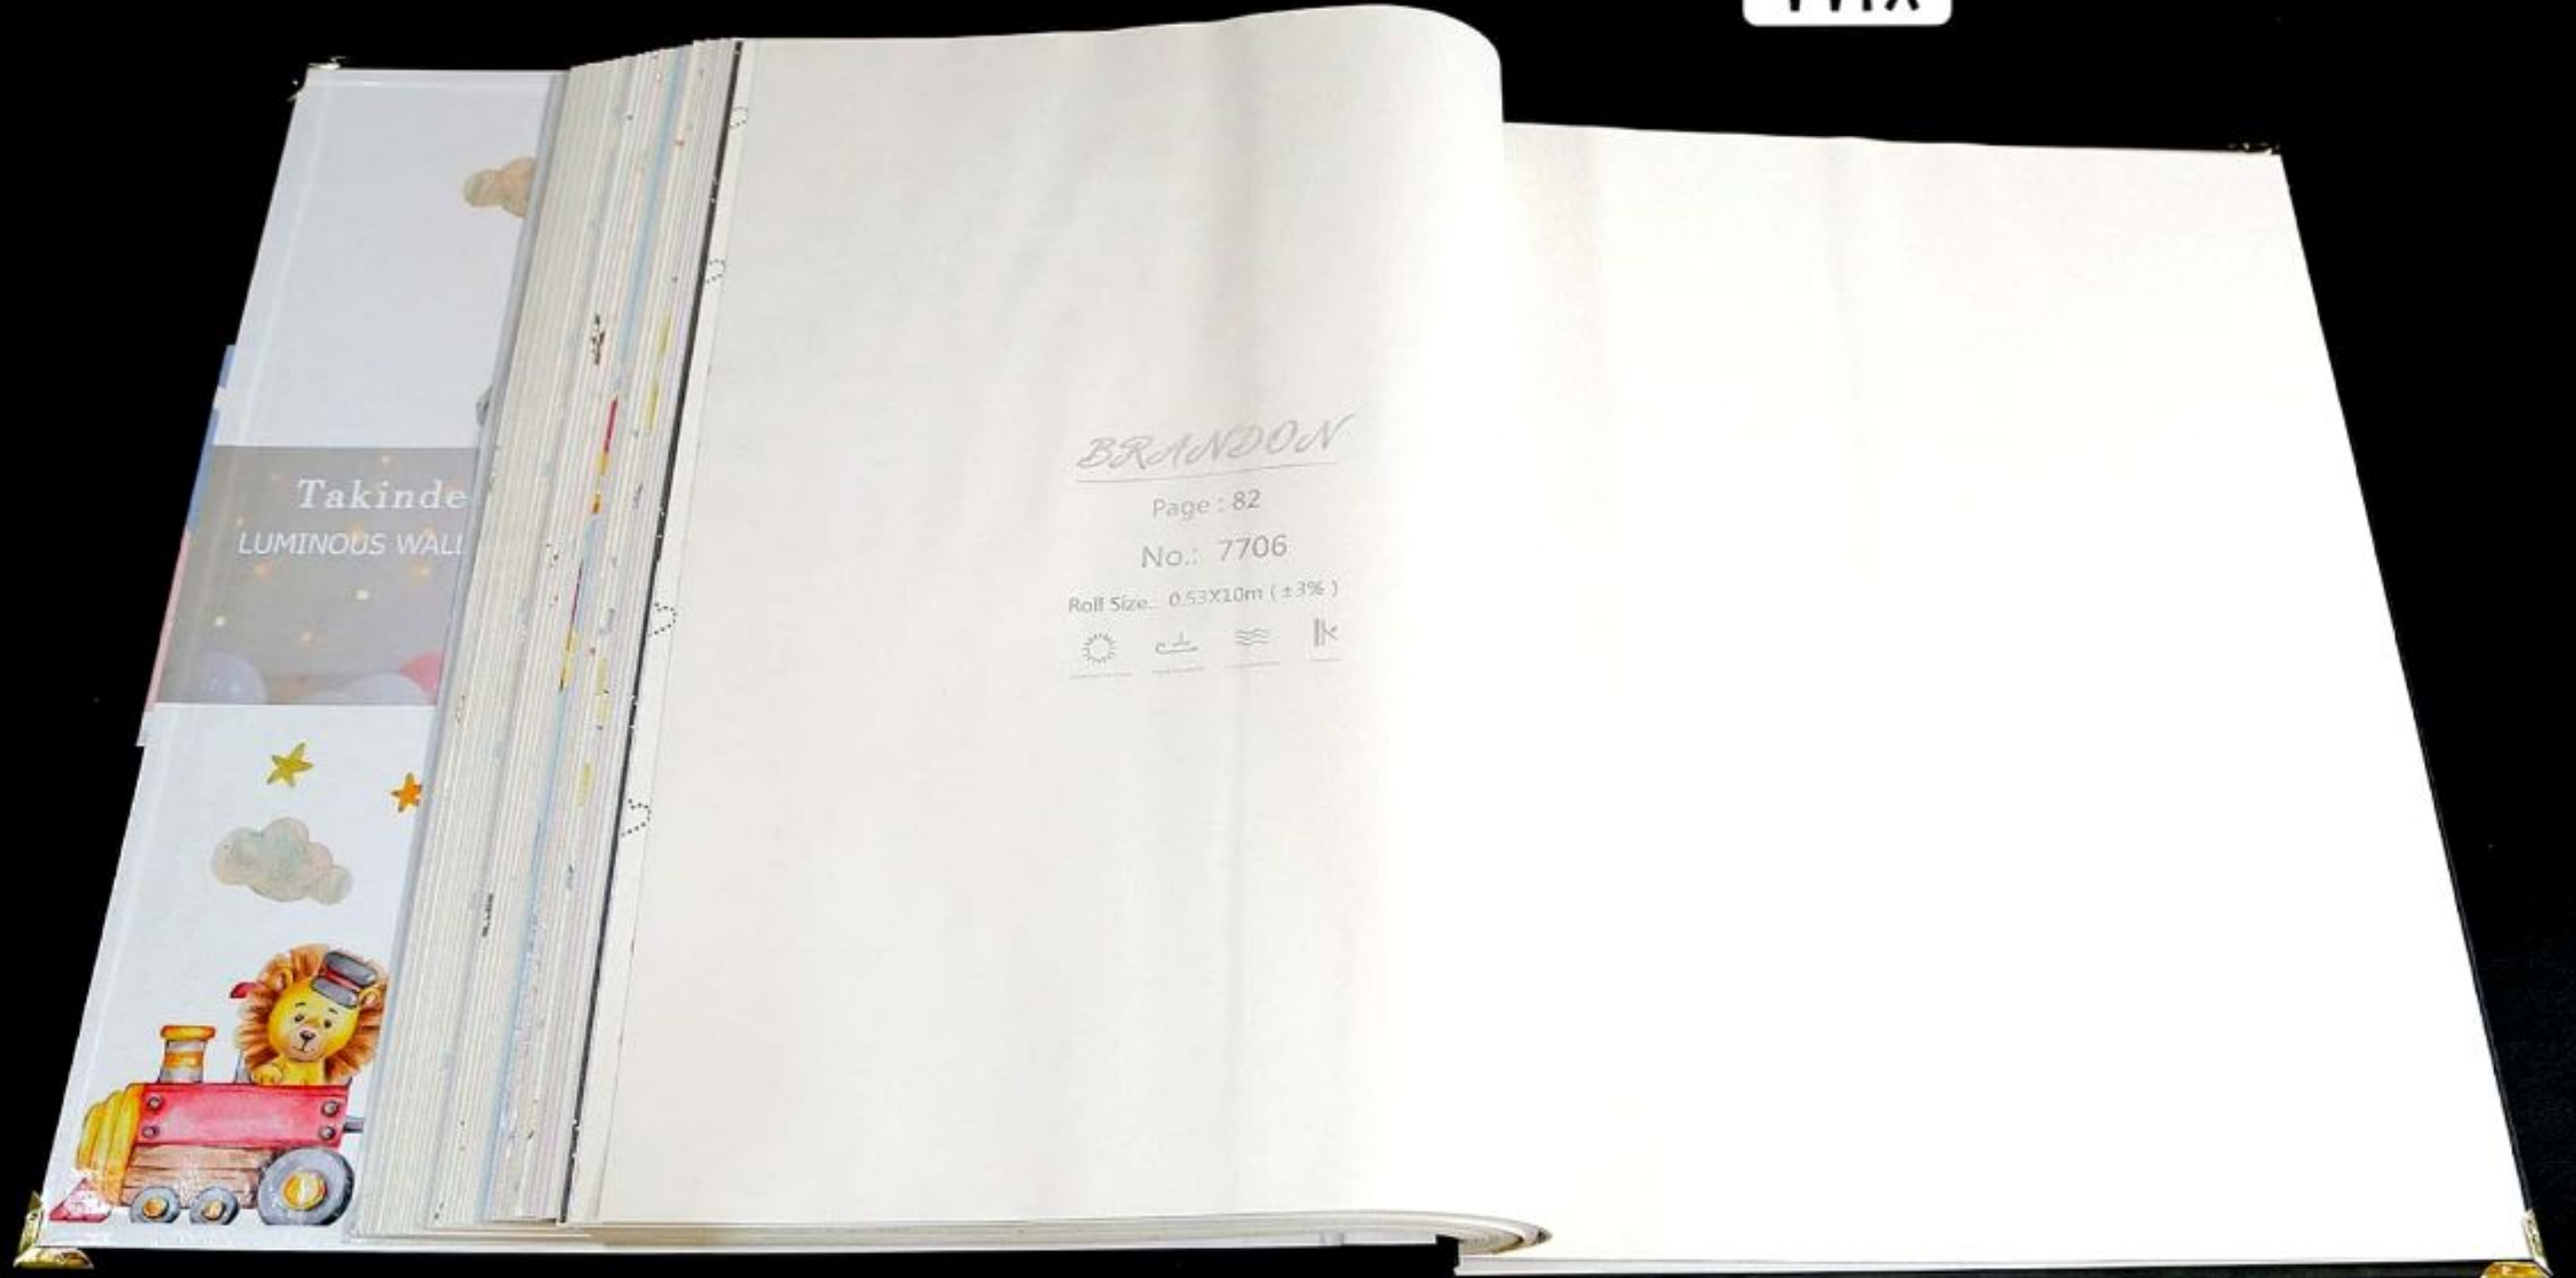 Takinde
LUMINOUS WALL
BRANDON
Page : 82
No.: 7706
Roll Size.: 0.53X10m ( ±3% )